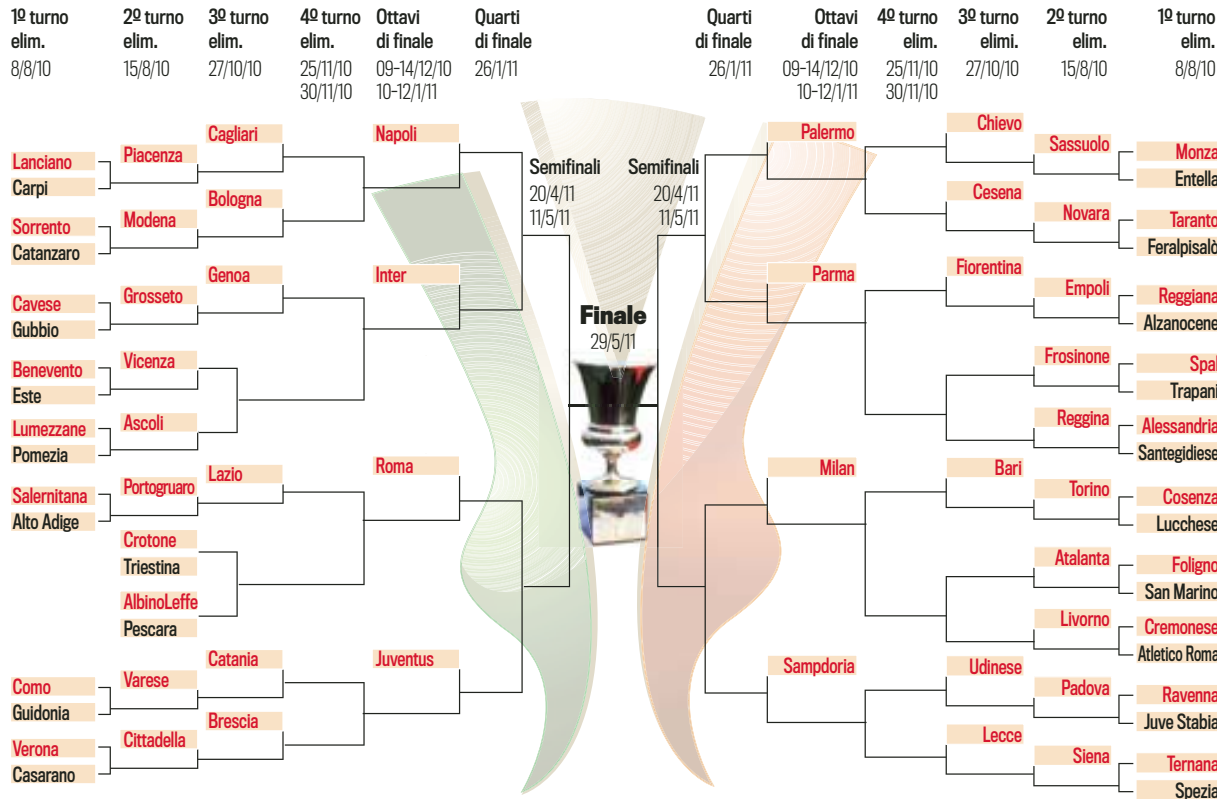 1º turno
elim.
8/8/10
2º turno
elim.
15/8/10
3º turno
elim.
27/10/10
4º turno
elim.
25/11/10
30/11/10
Ottavi
di finale
09-14/12/10
10-12/1/11
Quarti
di finale
26/1/11
Quarti
di finale
26/1/11
Ottavi
di finale
09-14/12/10
10-12/1/11
4º turno
elim.
25/11/10
30/11/10
3º turno
elimi.
27/10/10
2º turno
elim.
15/8/10
1º turno
elim.
8/8/10
Lanciano
Carpi
Sorrento
Catanzaro
Cavese
Gubbio
Benevento
Este
Lumezzane
Pomezia
Salernitana
Alto Adige
Como
Guidonia
Verona
Casarano
Piacenza
Modena
Grosseto
Vicenza
Ascoli
Portogruaro
Crotone
Triestina
AlbinoLeffe
Pescara
Varese
Cittadella
Cagliari
Bologna
Genoa
Lazio
Catania
Brescia
Napoli
Inter
Roma
Juventus
Semifinali
20/4/11
11/5/11
Finale
29/5/11
Semifinali
20/4/11
11/5/11
Palermo
Parma
Milan
Sampdoria
Chievo
Cesena
Fiorentina
Bari
Udinese
Lecce
Sassuolo
Novara
Empoli
Frosinone
Reggina
Torino
Atalanta
Livorno
Padova
Siena
Monza
Entella
Taranto
Feralpisalò
Reggiana
Alzanocene
Spal
Trapani
Alessandria
Santegidiese
Cosenza
Lucchese
Foligno
San Marino
Cremonese
Atletico Roma
Ravenna
Juve Stabia
Ternana
Spezia